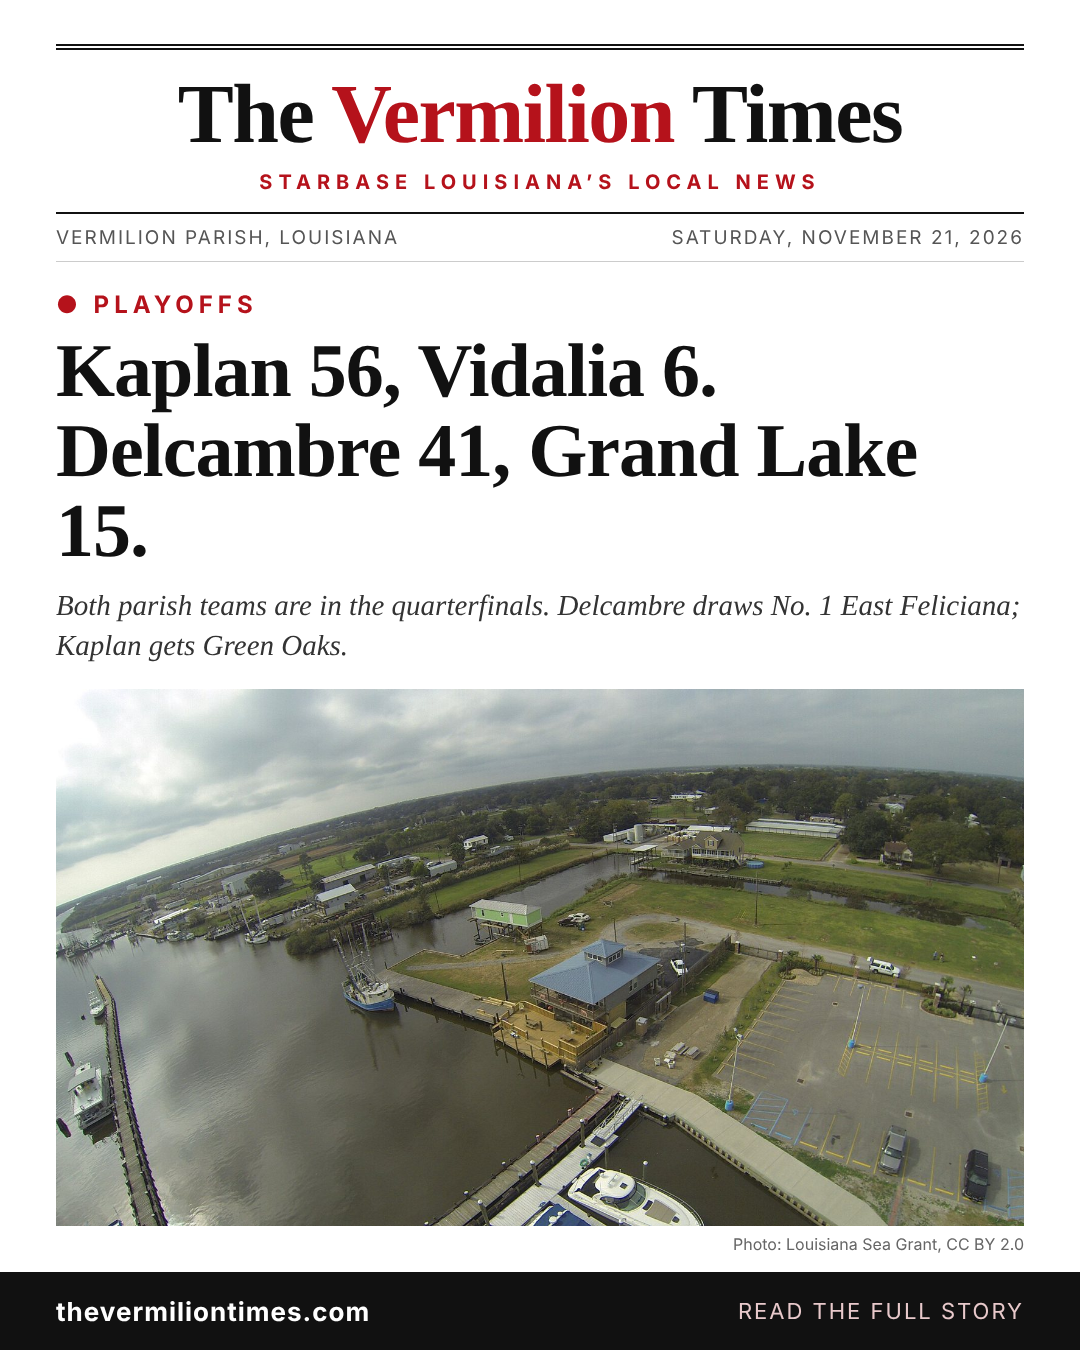 The Vermilion Times
STARBASE LOUISIANA’S LOCAL NEWS
VERMILION PARISH, LOUISIANA
SATURDAY, NOVEMBER 21, 2026
PLAYOFFS
Kaplan 56, Vidalia 6.
Delcambre 41, Grand Lake
15.
Both parish teams are in the quarterfinals. Delcambre draws No. 1 East Feliciana;
Kaplan gets Green Oaks.
Photo: Louisiana Sea Grant, CC BY 2.0
thevermiliontimes.com
READ THE FULL STORY